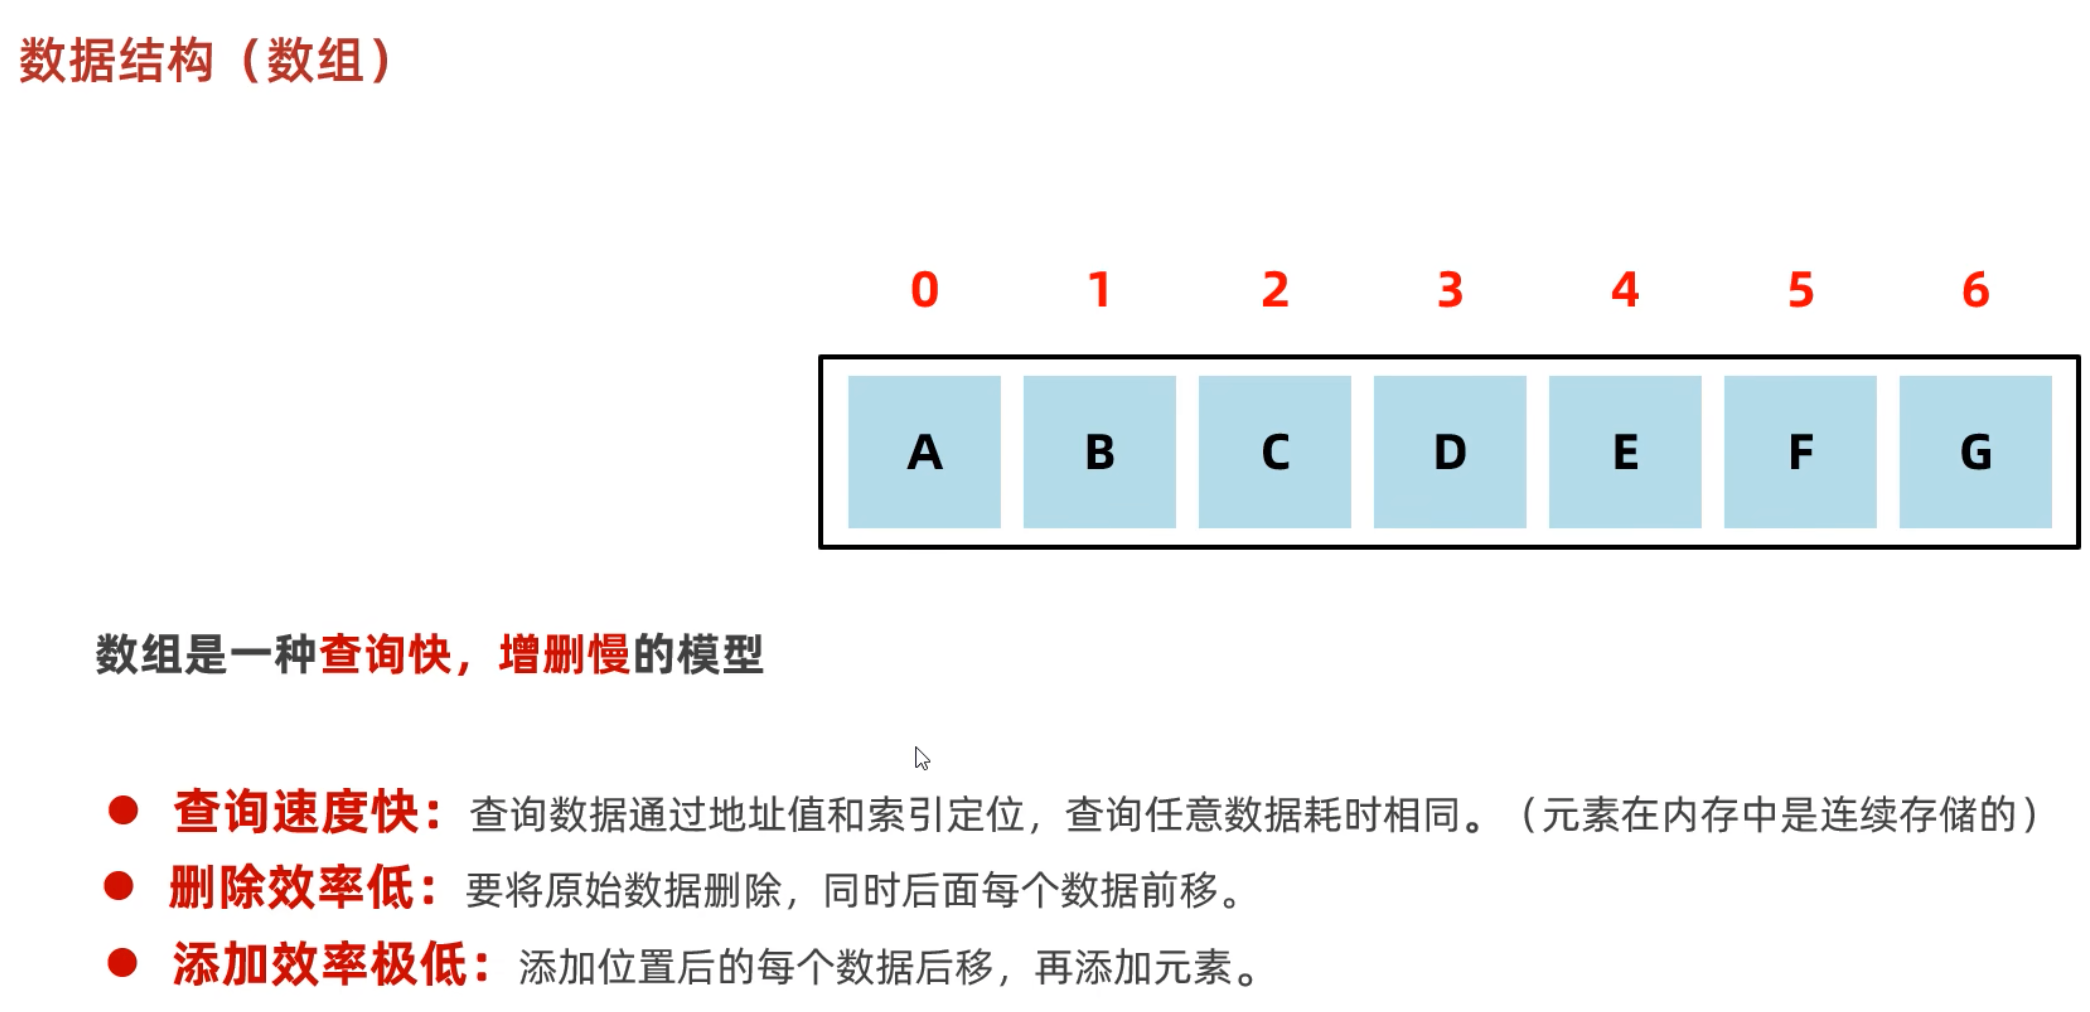 数据结构（数组）
0 1 2 3 4 5 6
A B C D E F G
数组是一种查询快，增删慢的模型
● 查询速度快：查询数据通过地址值和索引定位，查询任意数据耗时相同。（元素在内存中是连续存储的）
● 删除效率低：要将原始数据删除，同时后面每个数据前移。
● 添加效率极低：添加位置后的每个数据后移，再添加元素。